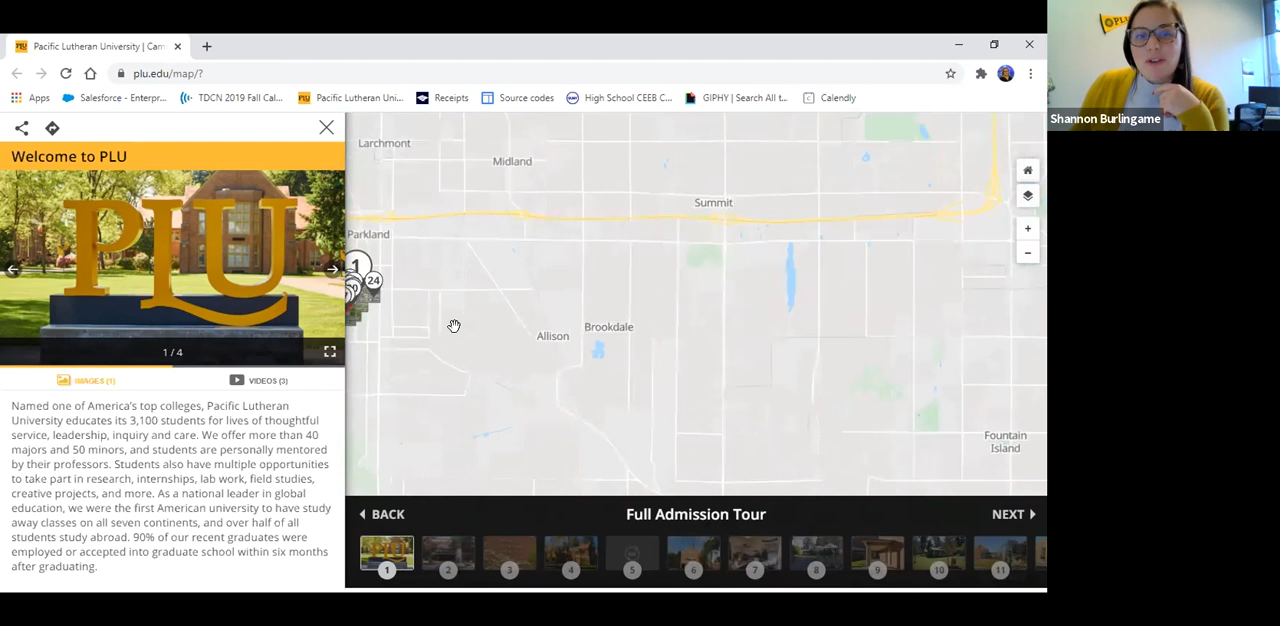 Pacific Lutheran University | Cam
plu.edu/map/?
Apps
Salesforce - Enterpr...
TDCN 2019 Fall Cal...
Pacific Lutheran Uni...
Receipts
Source codes
High School CEEB C...
GIPHY | Search All t...
Calendly
Shannon Burlingame
Welcome to PLU
PLU
1 / 4
IMAGES (1)
VIDEOS (3)
Named one of America's top colleges, Pacific Lutheran
University educates its 3,100 students for lives of thoughtful
service, leadership, inquiry and care. We offer more than 40
majors and 50 minors, and students are personally mentored
by their professors. Students also have multiple opportunities
to take part in research, internships, lab work, field studies,
creative projects, and more. As a national leader in global
education, we were the first American university to have study
away classes on all seven continents, and over half of all
students study abroad. 90% of our recent graduates were
employed or accepted into graduate school within six months
after graduating.
Larchmont
Midland
Summit
Parkland
1
24
Allison
Brookdale
Fountain
Island
BACK
Full Admission Tour
NEXT
1
2
3
4
5
6
7
8
9
10
11